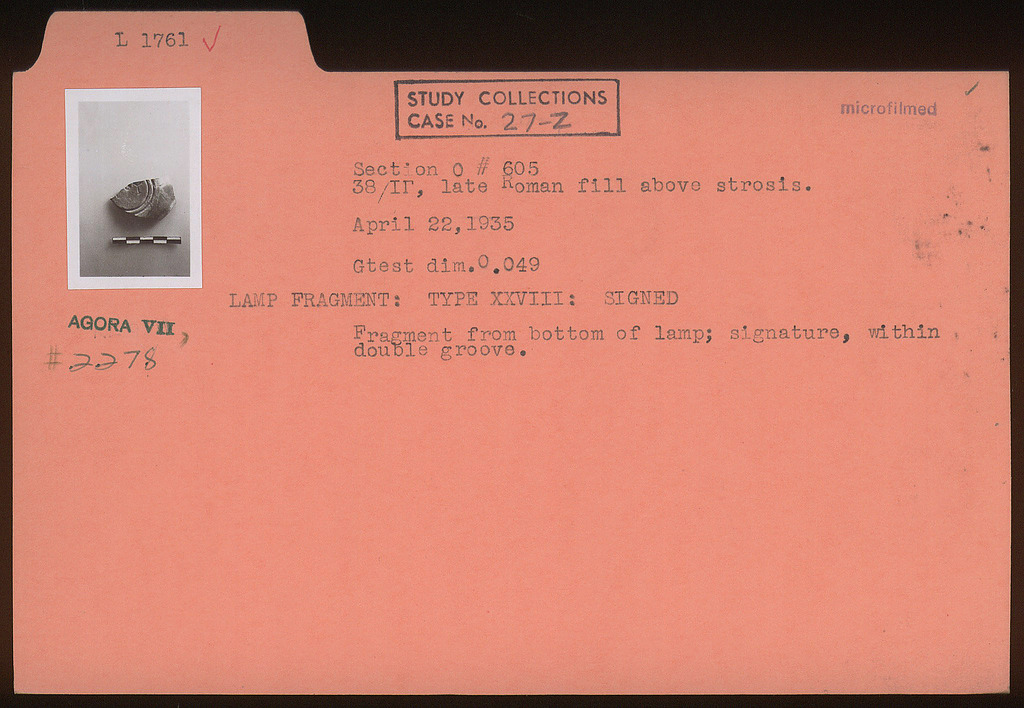 L 1761 ✓
STUDY COLLECTIONS
CASE No. 27-Z
microfilmed
Section O # 605
38/ΙΓ, late Roman fill above strosis.
April 22,1935
Gtest dim.0.049
LAMP FRAGMENT: TYPE XXVIII: SIGNED
AGORA VII,
# 2278
Fragment from bottom of lamp; signature, within
double groove.